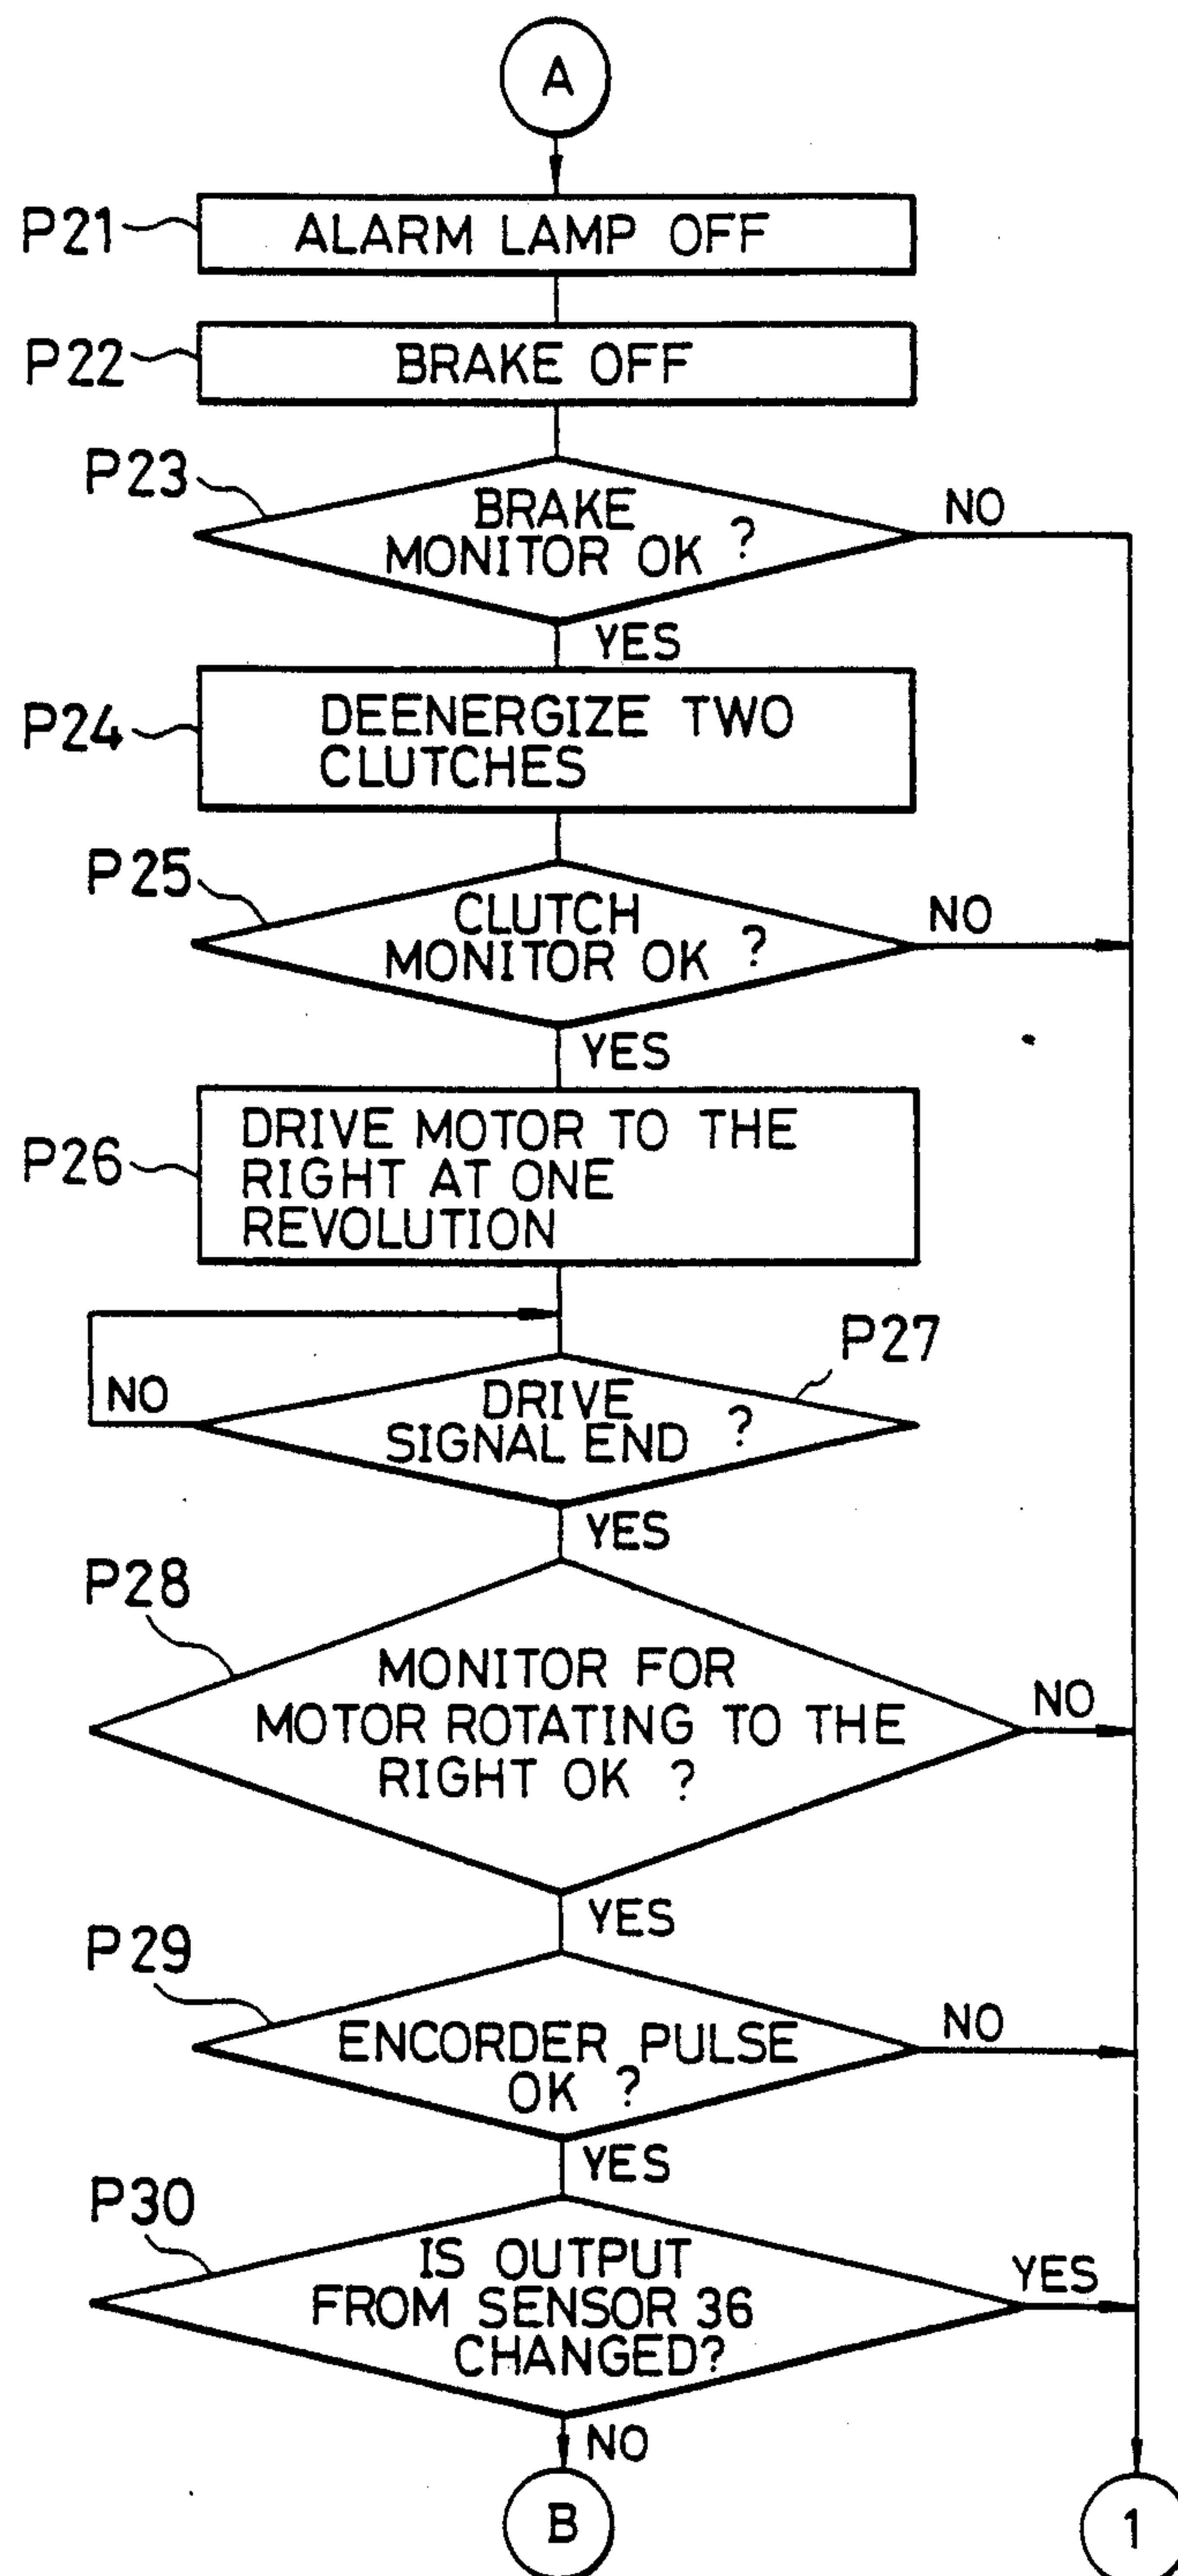 A
P21
ALARM LAMP OFF
P22
BRAKE OFF
P23
BRAKE
MONITOR OK ?
NO
YES
P24
DEENERGIZE TWO
CLUTCHES
P25
CLUTCH
MONITOR OK ?
NO
YES
P26
DRIVE MOTOR TO THE
RIGHT AT ONE
REVOLUTION
P27
NO
DRIVE
SIGNAL END ?
YES
P28
MONITOR FOR
MOTOR ROTATING TO THE
RIGHT OK ?
NO
YES
P29
ENCORDER PULSE
OK ?
NO
YES
P30
IS OUTPUT
FROM SENSOR 36
CHANGED?
YES
NO
B
1